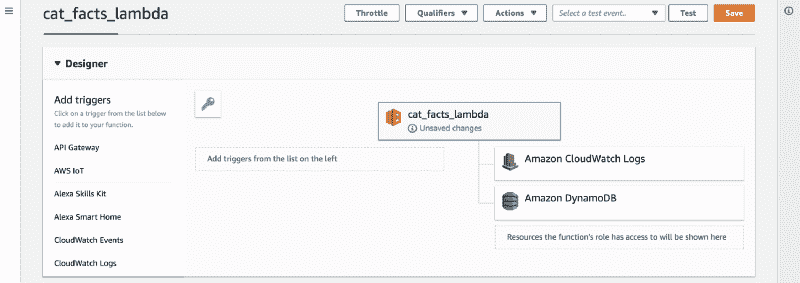 cat_facts_lambda
Throttle
Qualifiers
Actions
Select a test event..
Test
Save
Designer
Add triggers
Click on a trigger from the list below
to add it to your function.
API Gateway
AWS IoT
Alexa Skills Kit
Alexa Smart Home
CloudWatch Events
CloudWatch Logs
Add triggers from the list on the left
cat_facts_lambda
Unsaved changes
Amazon CloudWatch Logs
Amazon DynamoDB
Resources the function's role has access to will be shown here